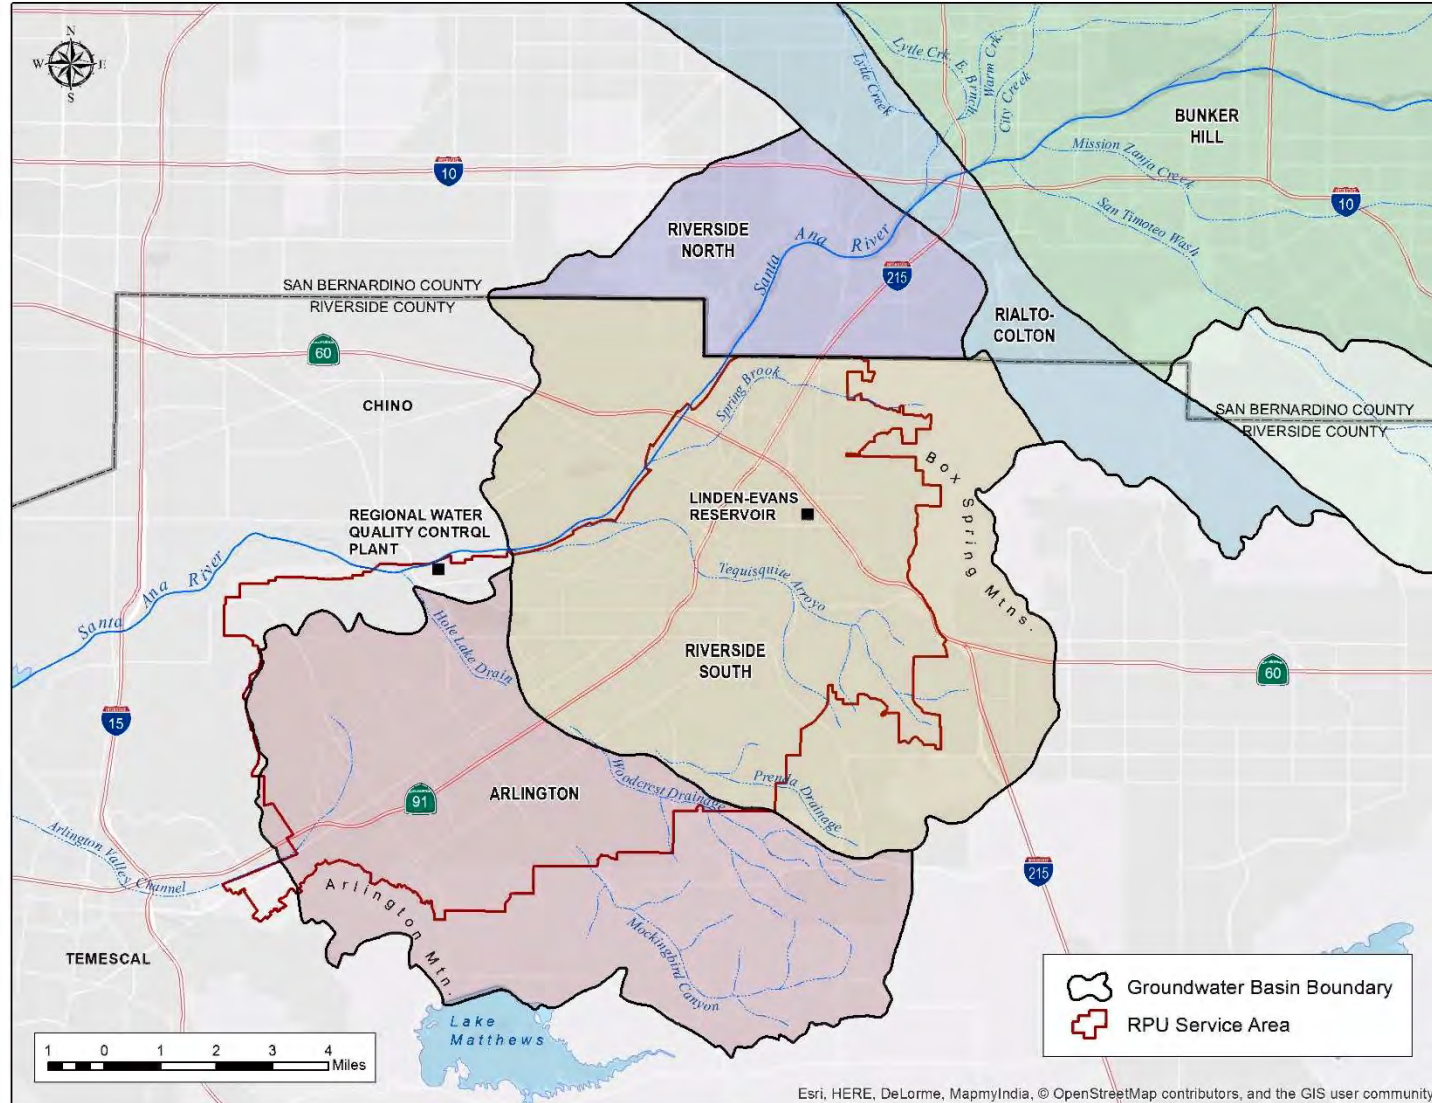 N
W E
S
Lytle Creek
Lytle Crk. E. Branch
Warm Crk.
City Creek
BUNKER
HILL
Mission Zanja Creek
San Timoteo Wash
10
10
RIVERSIDE
NORTH
Santa Ana River
215
SAN BERNARDINO COUNTY
RIVERSIDE COUNTY
RIALTO-
COLTON
60
CHINO
Spring Brook
SAN BERNARDINO COUNTY
RIVERSIDE COUNTY
Box Spring Mtns.
LINDEN-EVANS
RESERVOIR
REGIONAL WATER
QUALITY CONTROL
PLANT
Santa Ana River
Tequisquite Arroyo
Hole Lake Drain
RIVERSIDE
SOUTH
60
15
Woodcrest Drainage
Prenda Drainage
91
ARLINGTON
Arlington Valley Channel
215
Arlington Mtn.
Mockingbird Canyon
TEMESCAL
Lake
Matthews
Groundwater Basin Boundary
RPU Service Area
1 0 1 2 3 4
Miles
Esri, HERE, DeLorme, MapmyIndia, © OpenStreetMap contributors, and the GIS user community